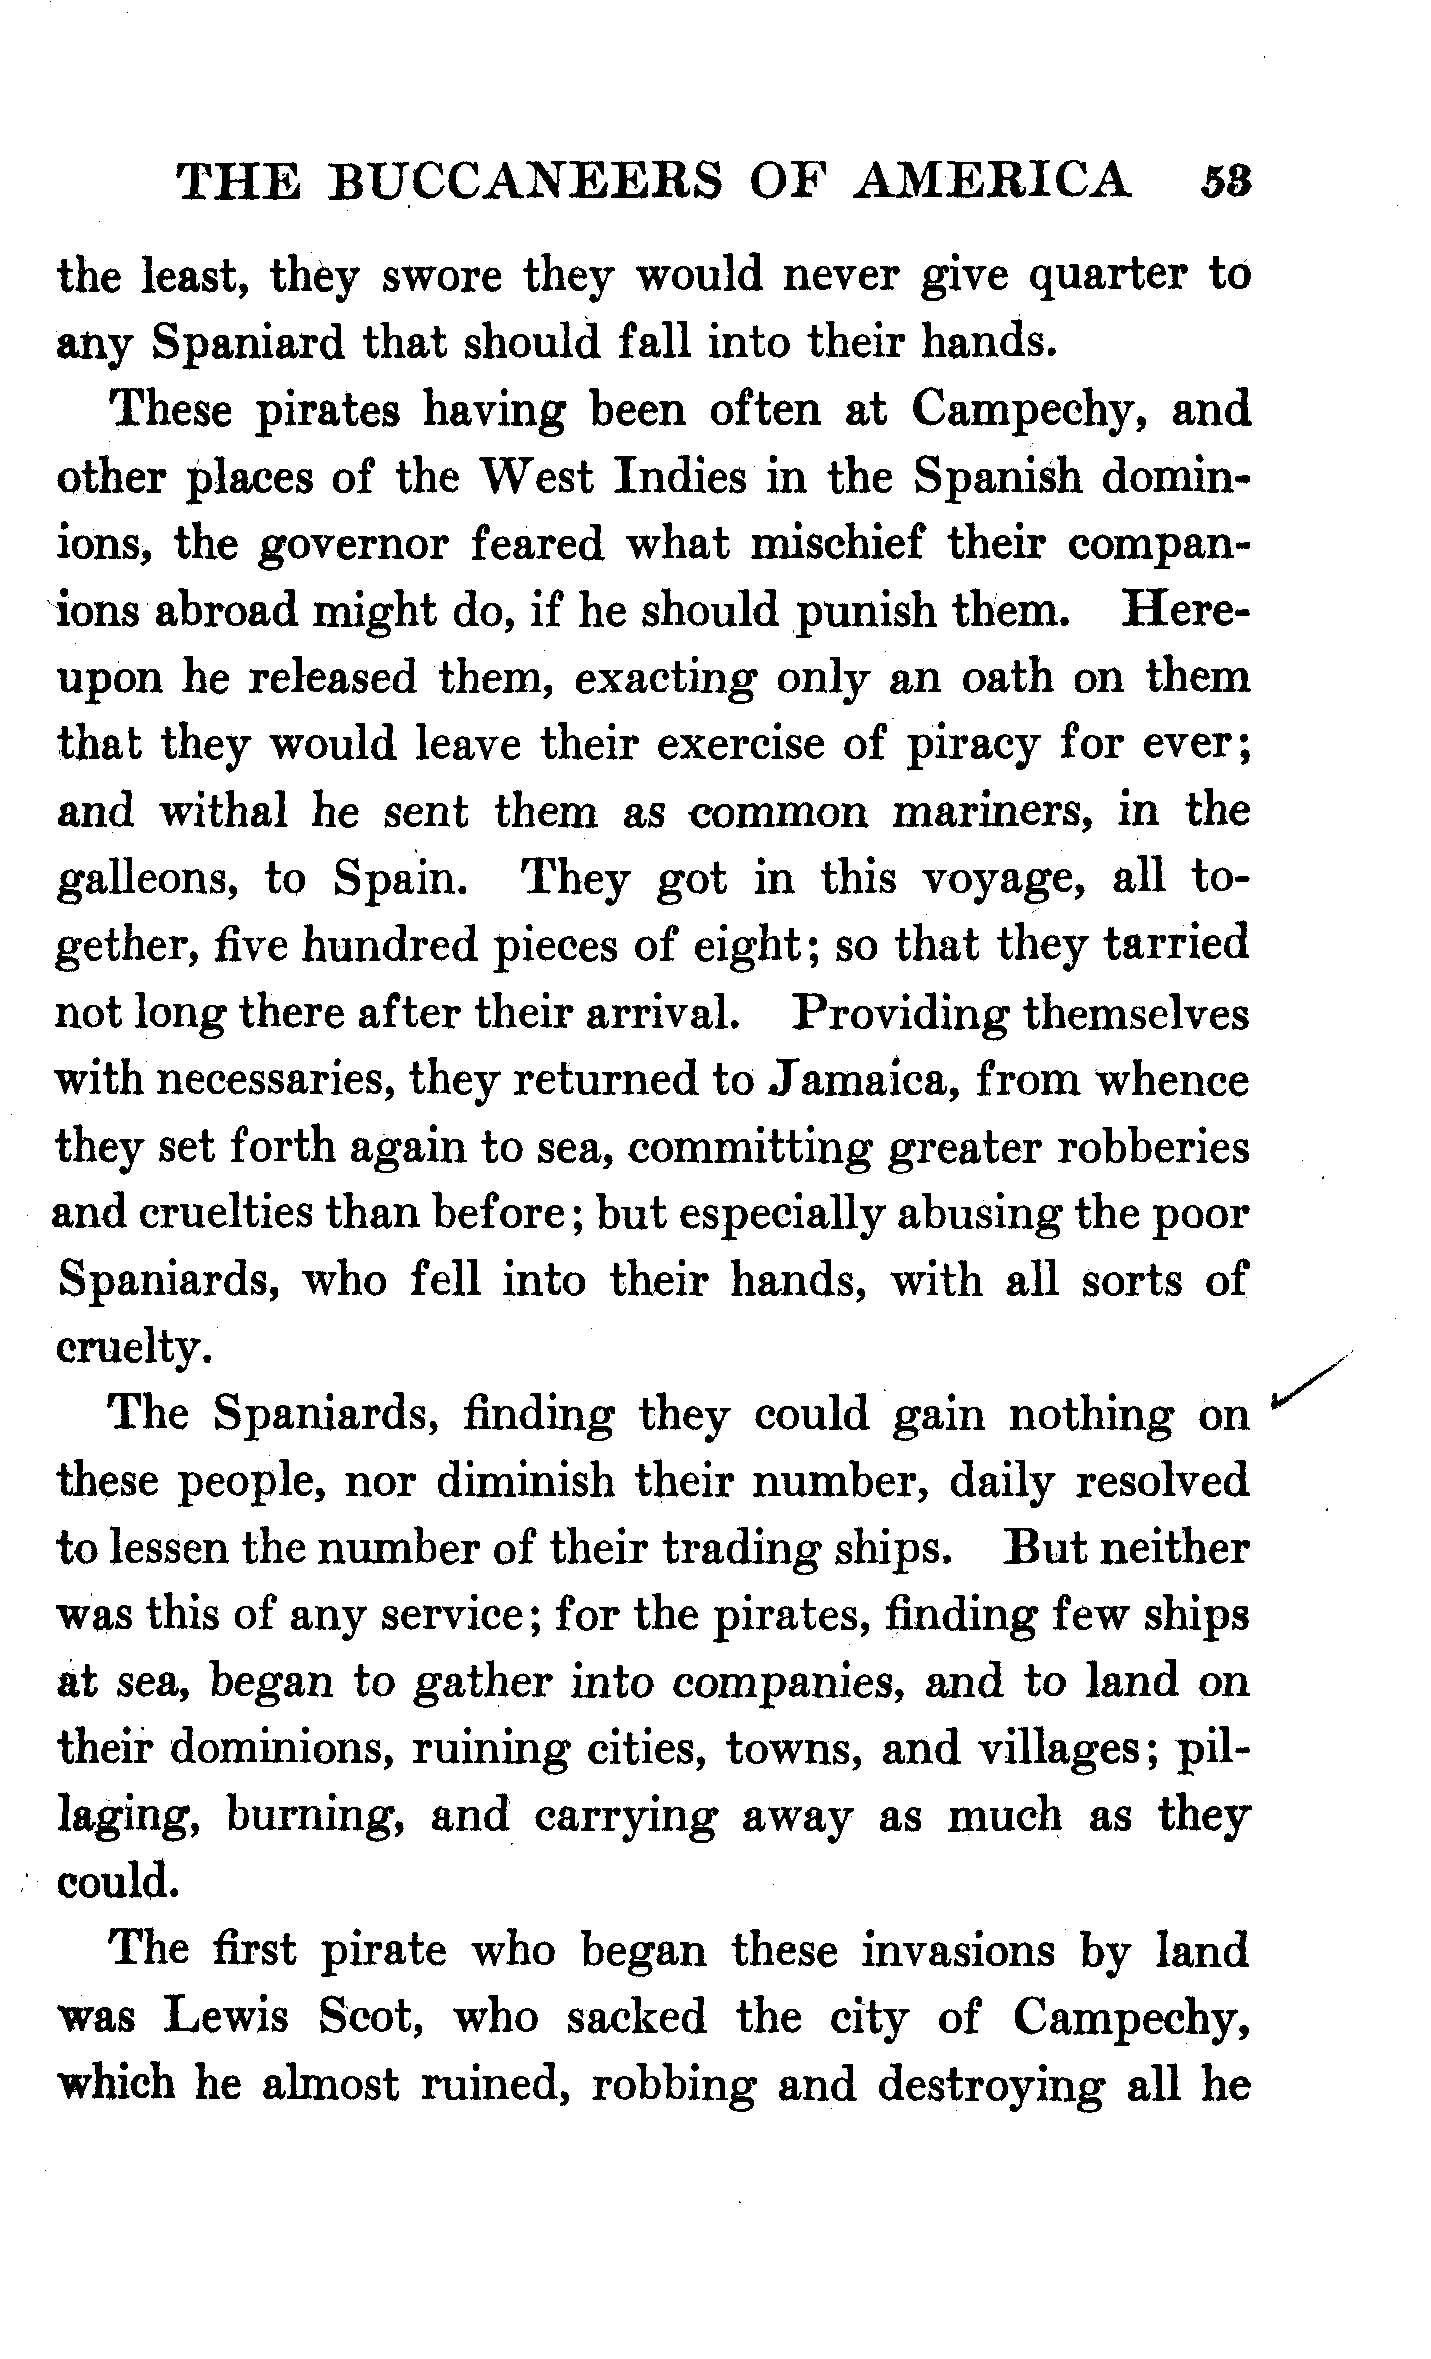 THE BUCCANEERS OF AMERICA 53
the least, they swore they would never give quarter to
any Spaniard that should fall into their hands.
These pirates having been often at Campechy, and
other places of the West Indies in the Spanish domin-
ions, the governor feared what mischief their compan-
ions abroad might do, if he should punish them. Here-
upon he released them, exacting only an oath on them
that they would leave their exercise of piracy for ever;
and withal he sent them as common mariners, in the
galleons, to Spain. They got in this voyage, all to-
gether, five hundred pieces of eight; so that they tarried
not long there after their arrival. Providing themselves
with necessaries, they returned to Jamaica, from whence
they set forth again to sea, committing greater robberies
and cruelties than before; but especially abusing the poor
Spaniards, who fell into their hands, with all sorts of
cruelty.
The Spaniards, finding they could gain nothing on
these people, nor diminish their number, daily resolved
to lessen the number of their trading ships. But neither
was this of any service; for the pirates, finding few ships
at sea, began to gather into companies, and to land on
their dominions, ruining cities, towns, and villages; pil-
laging, burning, and carrying away as much as they
could.
The first pirate who began these invasions by land
was Lewis Scot, who sacked the city of Campechy,
which he almost ruined, robbing and destroying all he